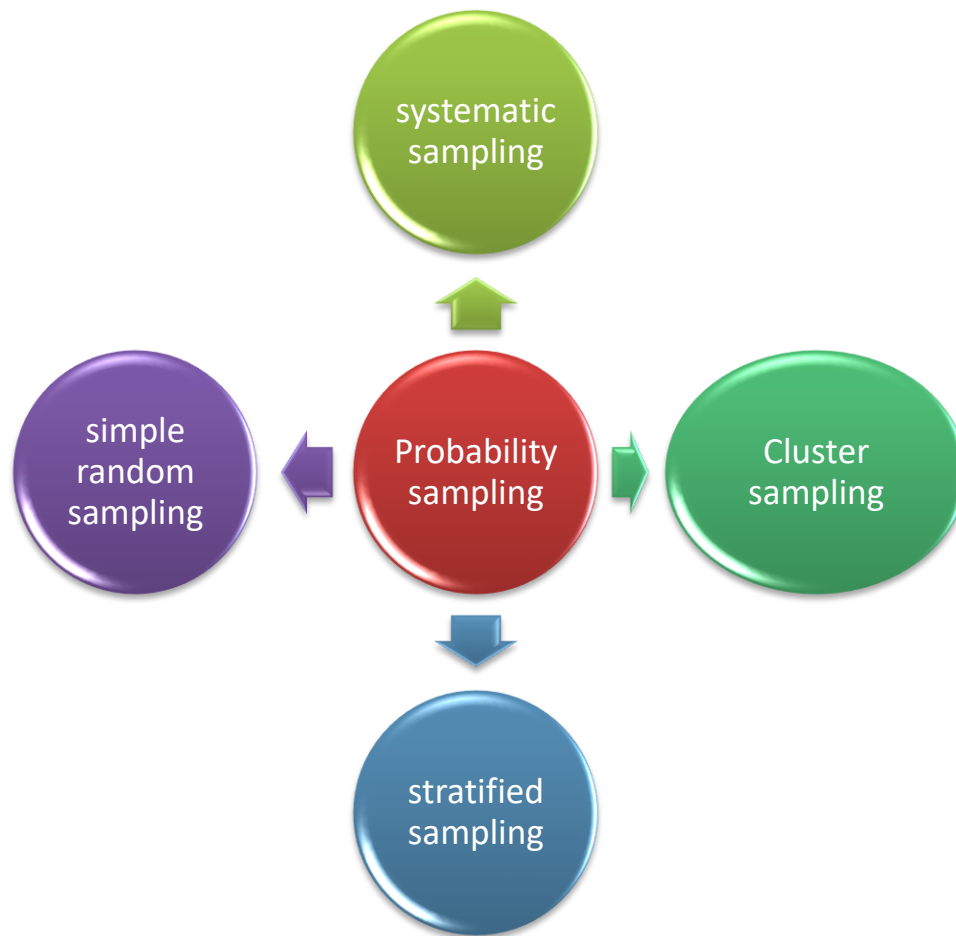 systematic
sampling
simple
random
sampling
Probability
sampling
Cluster
sampling
stratified
sampling